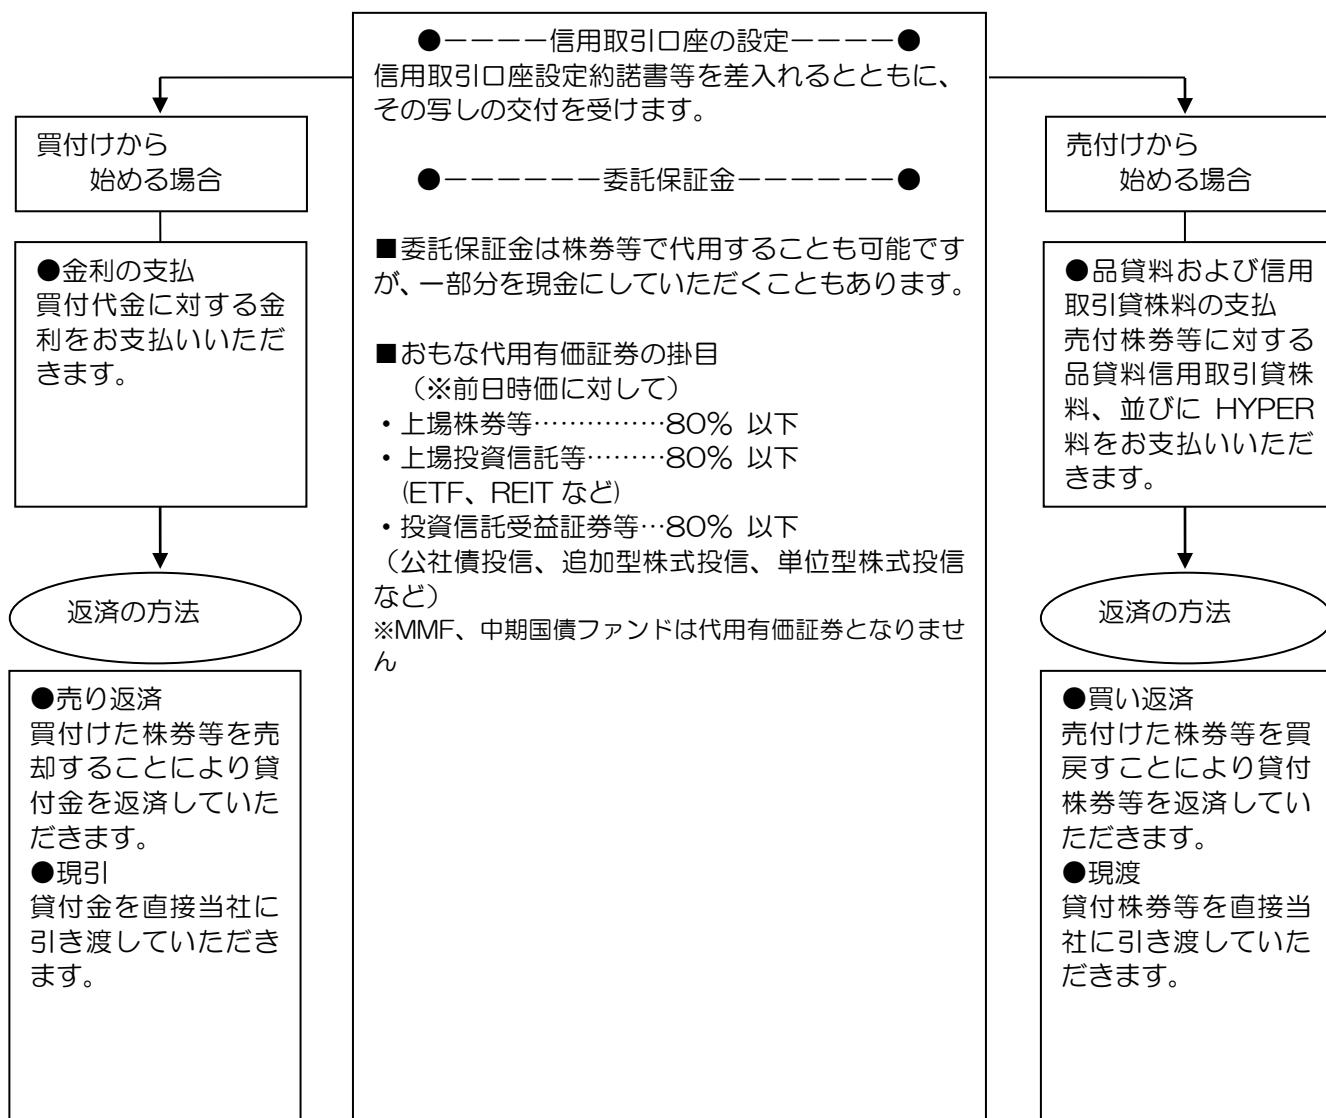 ●ーーーー信用取引口座の設定ーーーー●
信用取引口座設定約諾書等を差入れるとともに、
その写しの交付を受けます。
●ーーーーーー委託保証金ーーーーーー●
■委託保証金は株券等で代用することも可能です
が、一部分を現金にしていただくこともあります。
■おもな代用有価証券の掛目
（※前日時価に対して）
・上場株券等……………80% 以下
・上場投資信託等………80% 以下
(ETF、REIT など)
・投資信託受益証券等…80% 以下
（公社債投信、追加型株式投信、単位型株式投信
など）
※MMF、中期国債ファンドは代用有価証券となりませ
ん
買付けから
始める場合
●金利の支払
買付代金に対する金
利をお支払いいただ
きます。
返済の方法
●売り返済
買付けた株券等を売
却することにより貸
付金を返済していた
だきます。
●現引
貸付金を直接当社に
引き渡していただき
ます。
売付けから
始める場合
●品貸料および信用
取引貸株料の支払
売付株券等に対する
品貸料信用取引貸株
料、並びに HYPER
料をお支払いいただ
きます。
返済の方法
●買い返済
売付けた株券等を買
戻すことにより貸付
株券等を返済してい
ただきます。
●現渡
貸付株券等を直接当
社に引き渡していた
だきます。